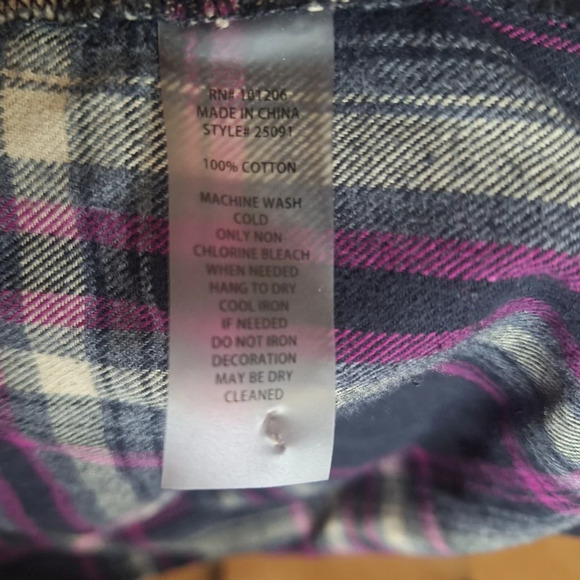 RN# 101206
MADE IN CHINA
STYLE# 25091
100% COTTON
MACHINE WASH
COLD
ONLY NON
CHLORINE BLEACH
WHEN NEEDED
HANG TO DRY
COOL IRON
IF NEEDED
DO NOT IRON
DECORATION
MAY BE DRY
CLEANED